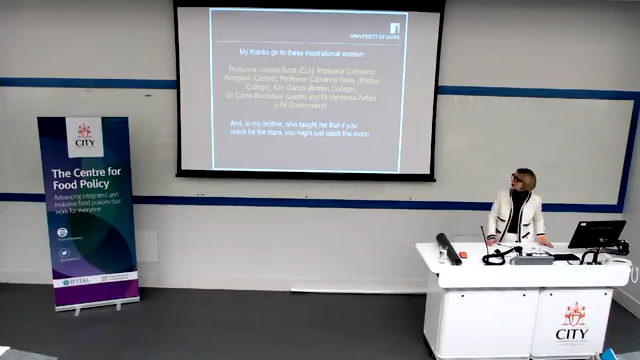 UNIVERSITY OF LEEDS
My thanks go to these inspirational women:
Professor Joanne Scott (EUI); Professor Catherine
Redgwell (Oxford); Professor Catherine Wells (Boston
College); Kim Garcia (Boston College),
Dr Carrie Bradshaw (Leeds) and Dr Henrietta Zeffert
(HM Government)
And, to my mother, who taught me that if you
reach for the stars, you might just catch the moon.
CITY
The Centre for
Food Policy
Advancing integrated and
inclusive food policies that
work for everyone
CITY